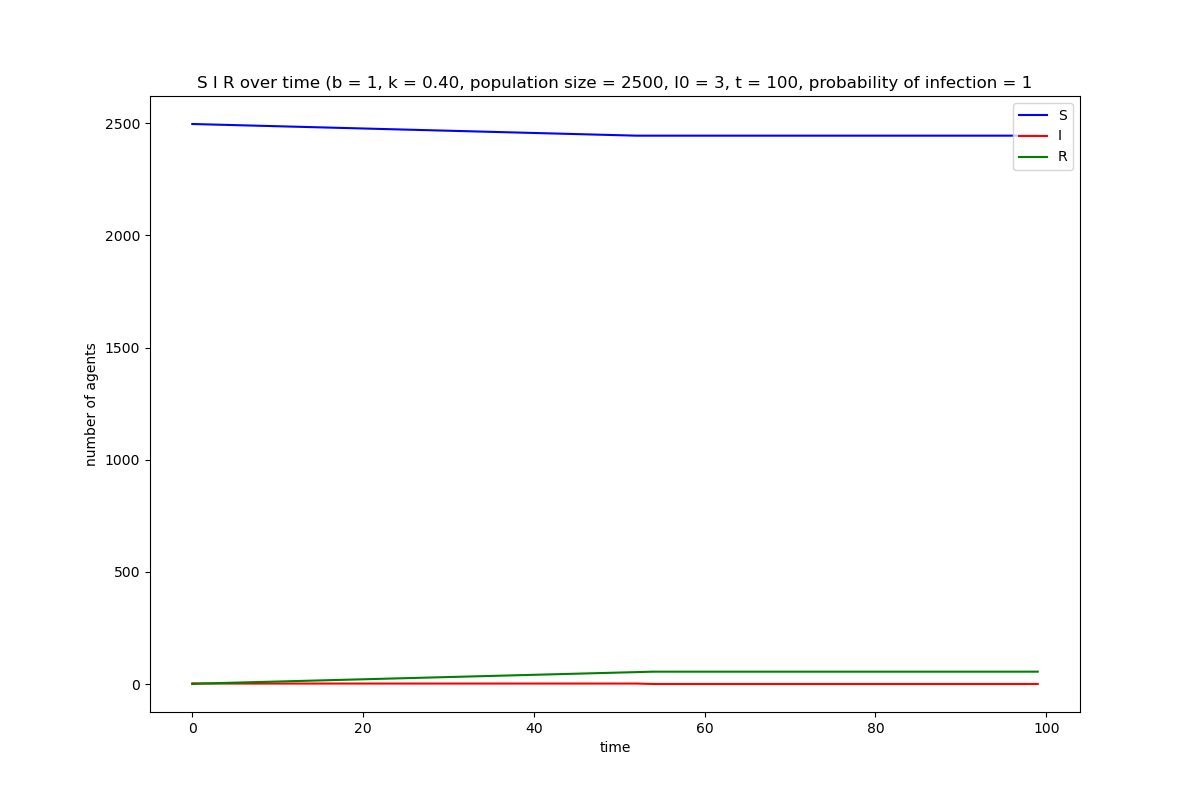 S I R over time (b = 1, k = 0.40, population size = 2500, I0 = 3, t = 100, probability of infection = 1
S
I
R
2500
2000
1500
1000
500
0
number of agents
0 20 40 60 80 100
time